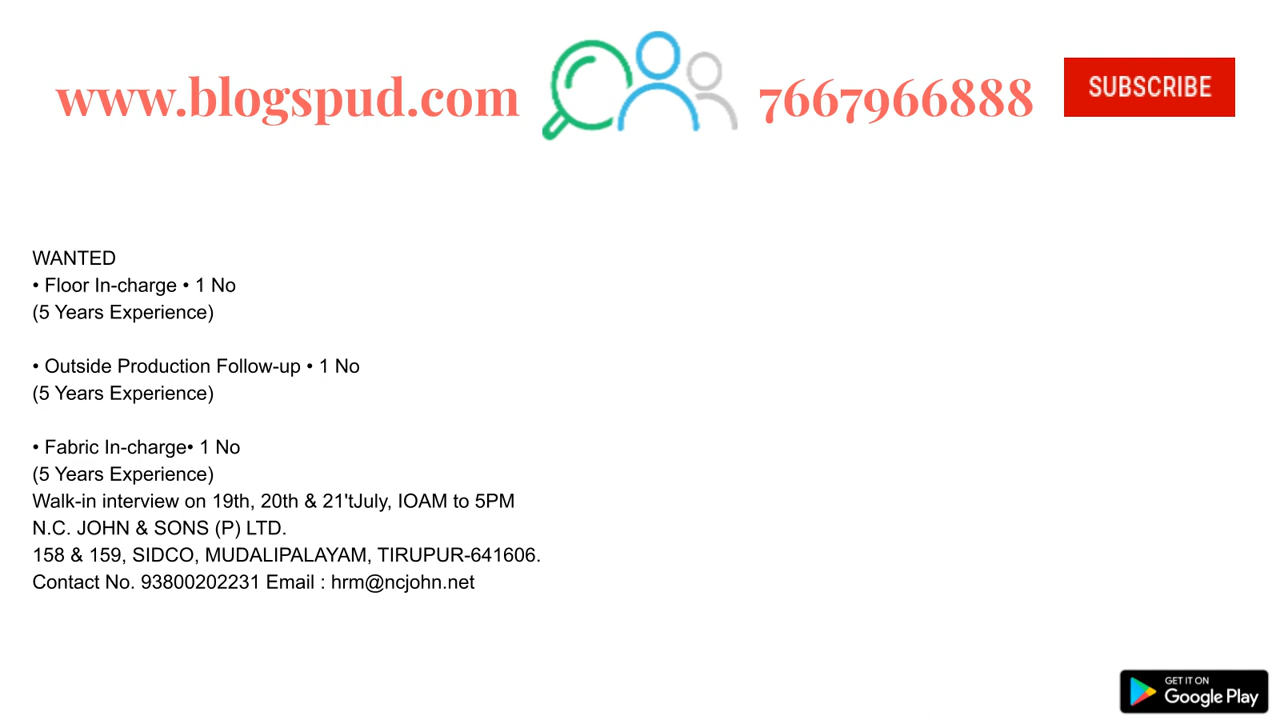 www.blogspud.com
7667966888
SUBSCRIBE
WANTED
• Floor In-charge • 1 No
(5 Years Experience)
• Outside Production Follow-up • 1 No
(5 Years Experience)
• Fabric In-charge• 1 No
(5 Years Experience)
Walk-in interview on 19th, 20th & 21'tJuly, IOAM to 5PM
N.C. JOHN & SONS (P) LTD.
158 & 159, SIDCO, MUDALIPALAYAM, TIRUPUR-641606.
Contact No. 93800202231 Email : hrm@ncjohn.net
GET IT ON
Google Play